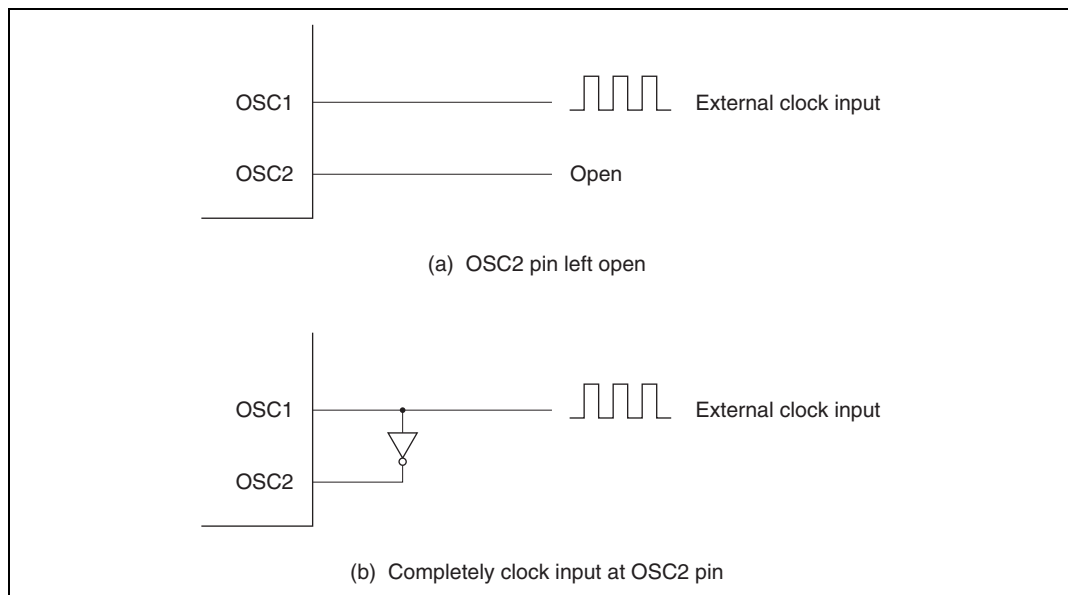 OSC1
External clock input
OSC2
Open
(a) OSC2 pin left open
OSC1
External clock input
OSC2
(b) Completely clock input at OSC2 pin